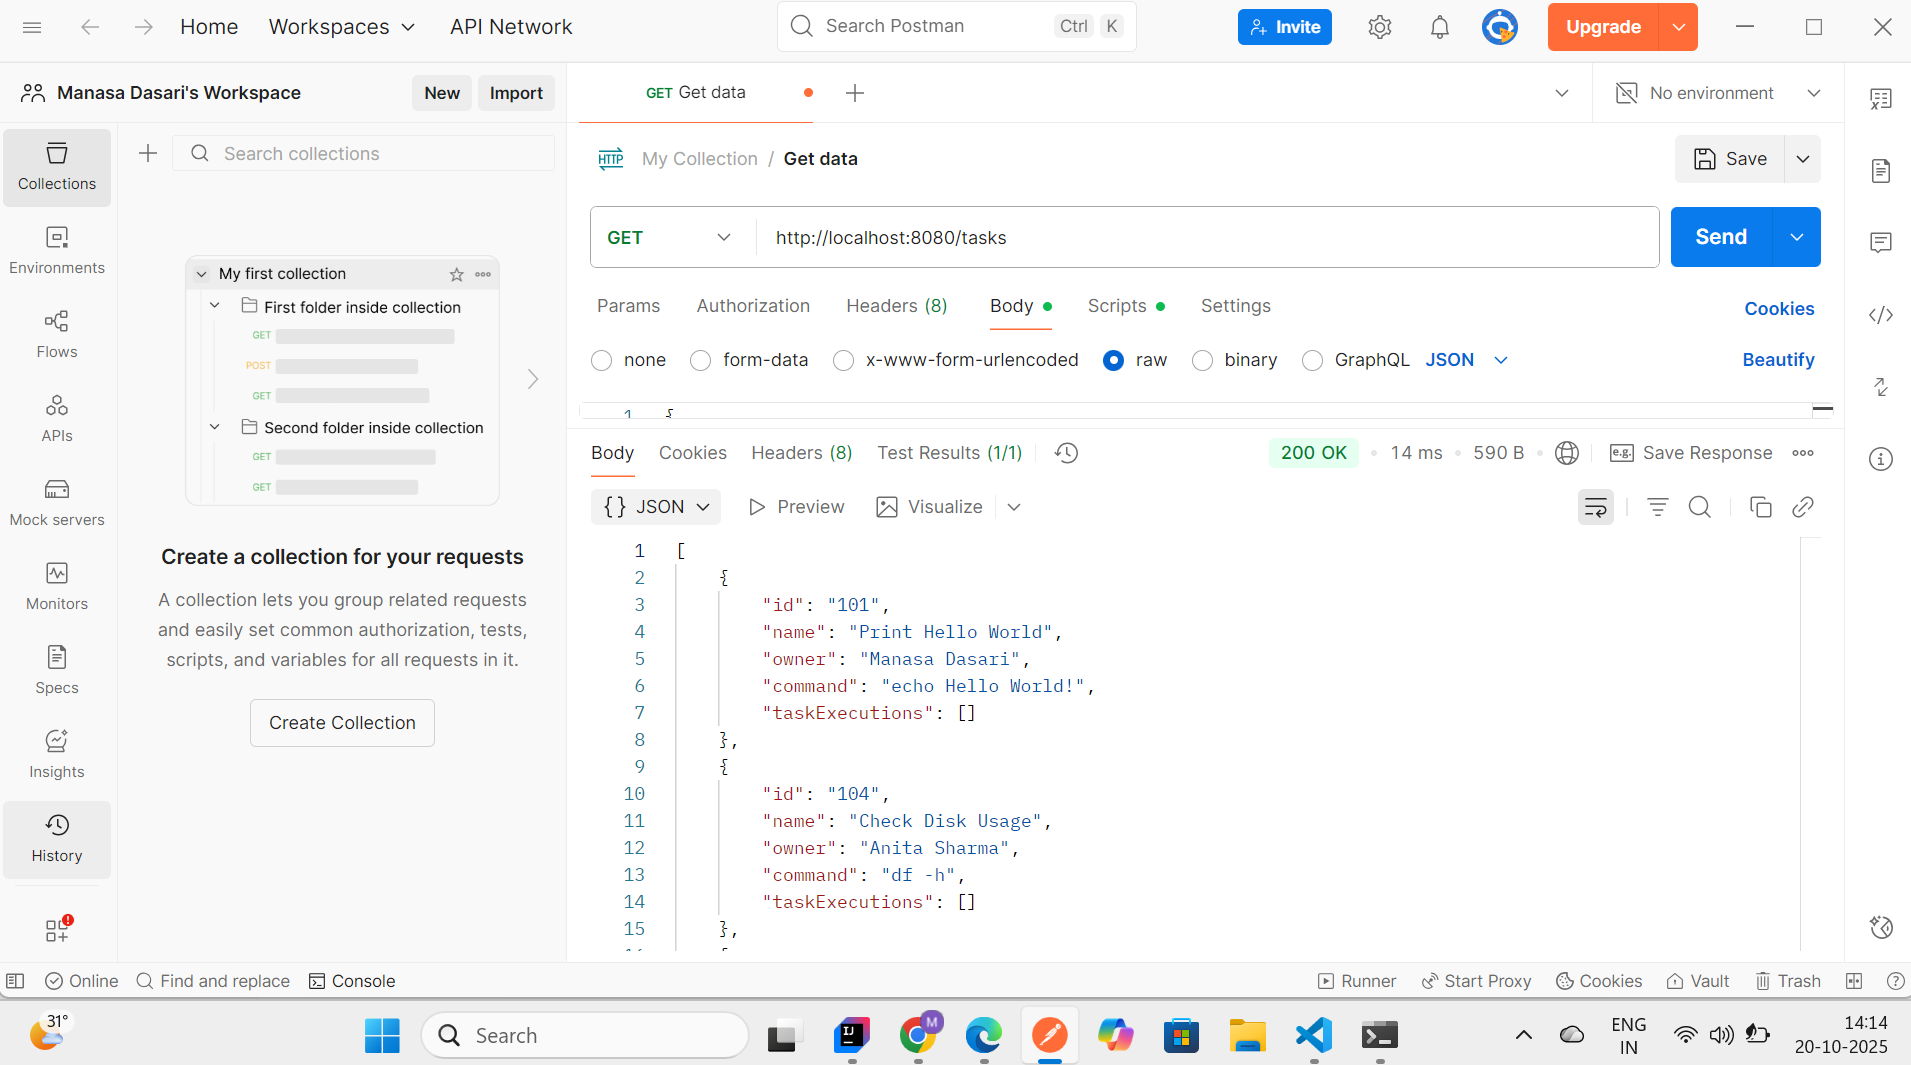 Home Workspaces API Network Search Postman Ctrl K Invite Upgrade
Manasa Dasari's Workspace New Import
GET Get data
No environment
Collections
Environments
Flows
APIs
Mock servers
Monitors
Specs
Insights
History
Search collections
My first collection
First folder inside collection
GET
POST
GET
Second folder inside collection
GET
GET
Create a collection for your requests
A collection lets you group related requests
and easily set common authorization, tests,
scripts, and variables for all requests in it.
Create Collection
HTTP My Collection / Get data Save
GET http://localhost:8080/tasks Send
Params Authorization Headers (8) Body Scripts Settings Cookies
none form-data x-www-form-urlencoded raw binary GraphQL JSON Beautify
1 {
Body Cookies Headers (8) Test Results (1/1) 200 OK 14 ms 590 B e.g. Save Response
{} JSON Preview Visualize
1 [
2 {
3 "id": "101",
4 "name": "Print Hello World",
5 "owner": "Manasa Dasari",
6 "command": "echo Hello World!",
7 "taskExecutions": []
8 },
9 {
10 "id": "104",
11 "name": "Check Disk Usage",
12 "owner": "Anita Sharma",
13 "command": "df -h",
14 "taskExecutions": []
15 },
Online Find and replace Console Runner Start Proxy Cookies Vault Trash
31° Search IJ M ENG
IN
14:14
20-10-2025